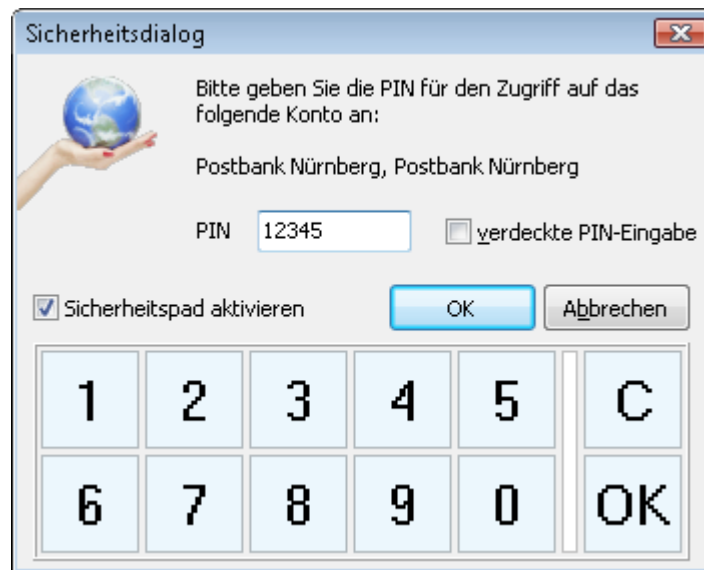 Sicherheitsdialog
Bitte geben Sie die PIN für den Zugriff auf das
folgende Konto an:
Postbank Nürnberg, Postbank Nürnberg
PIN 12345 verdeckte PIN-Eingabe
Sicherheitspad aktivieren OK Abbrechen
1 2 3 4 5 C
6 7 8 9 0 OK